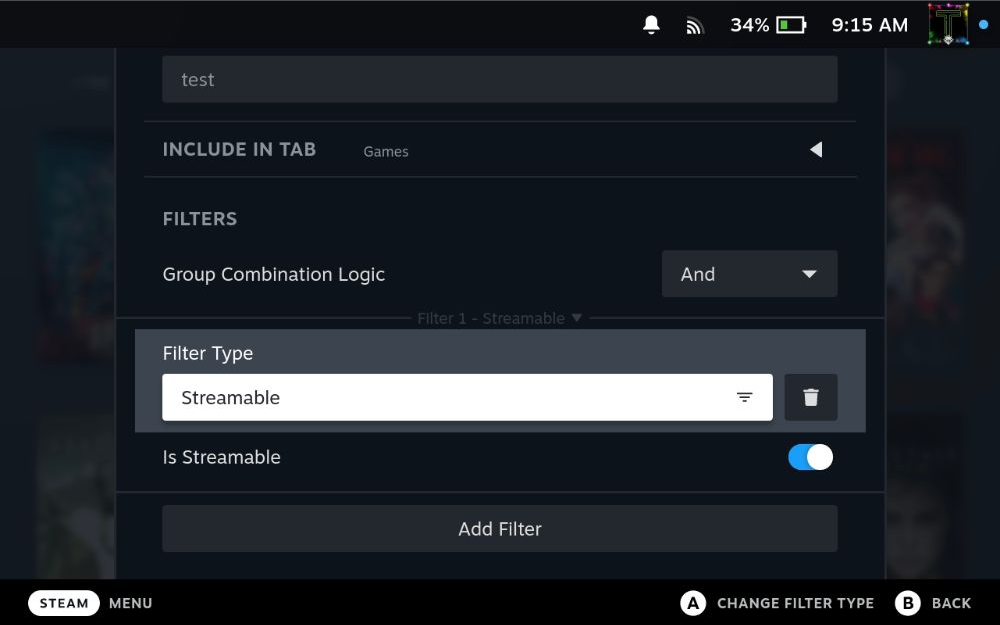 34% 9:15 AM
test
INCLUDE IN TAB Games
FILTERS
Group Combination Logic And
Filter 1 - Streamable
Filter Type
Streamable
Is Streamable
Add Filter
STEAM MENU A CHANGE FILTER TYPE B BACK